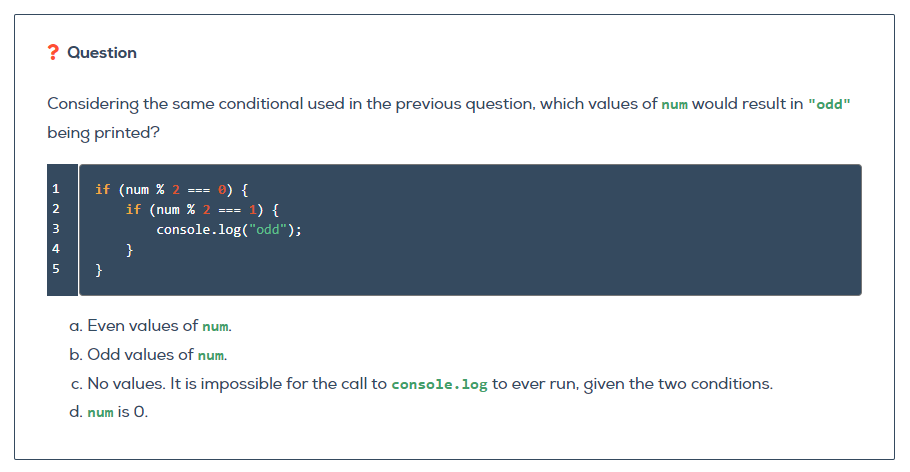 ? Question
Considering the same conditional used in the previous question, which values of num would result in "odd"
being printed?
1 if (num % 2 === 0) {
2     if (num % 2 === 1) {
3         console.log("odd");
4     }
5 }
a. Even values of num.
b. Odd values of num.
c. No values. It is impossible for the call to console.log to ever run, given the two conditions.
d. num is 0.